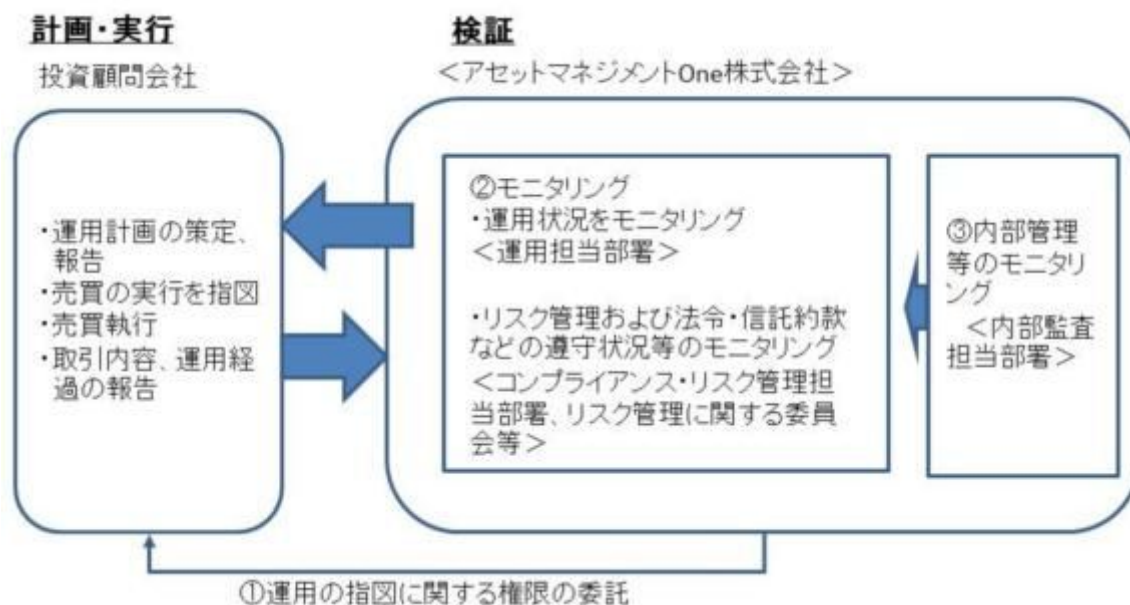 計画・実行
投資顧問会社
・運用計画の策定、
報告
・売買の実行を指図
・売買執行
・取引内容、運用経
過の報告
検証
＜アセットマネジメントOne株式会社＞
②モニタリング
・運用状況をモニタリング
＜運用担当部署＞
・リスク管理および法令・信託約款
などの遵守状況等のモニタリング
＜コンプライアンス・リスク管理担
当部署、リスク管理に関する委員
会等＞
③内部管理
等のモニタリ
ング
＜内部監査
担当部署＞
①運用の指図に関する権限の委託